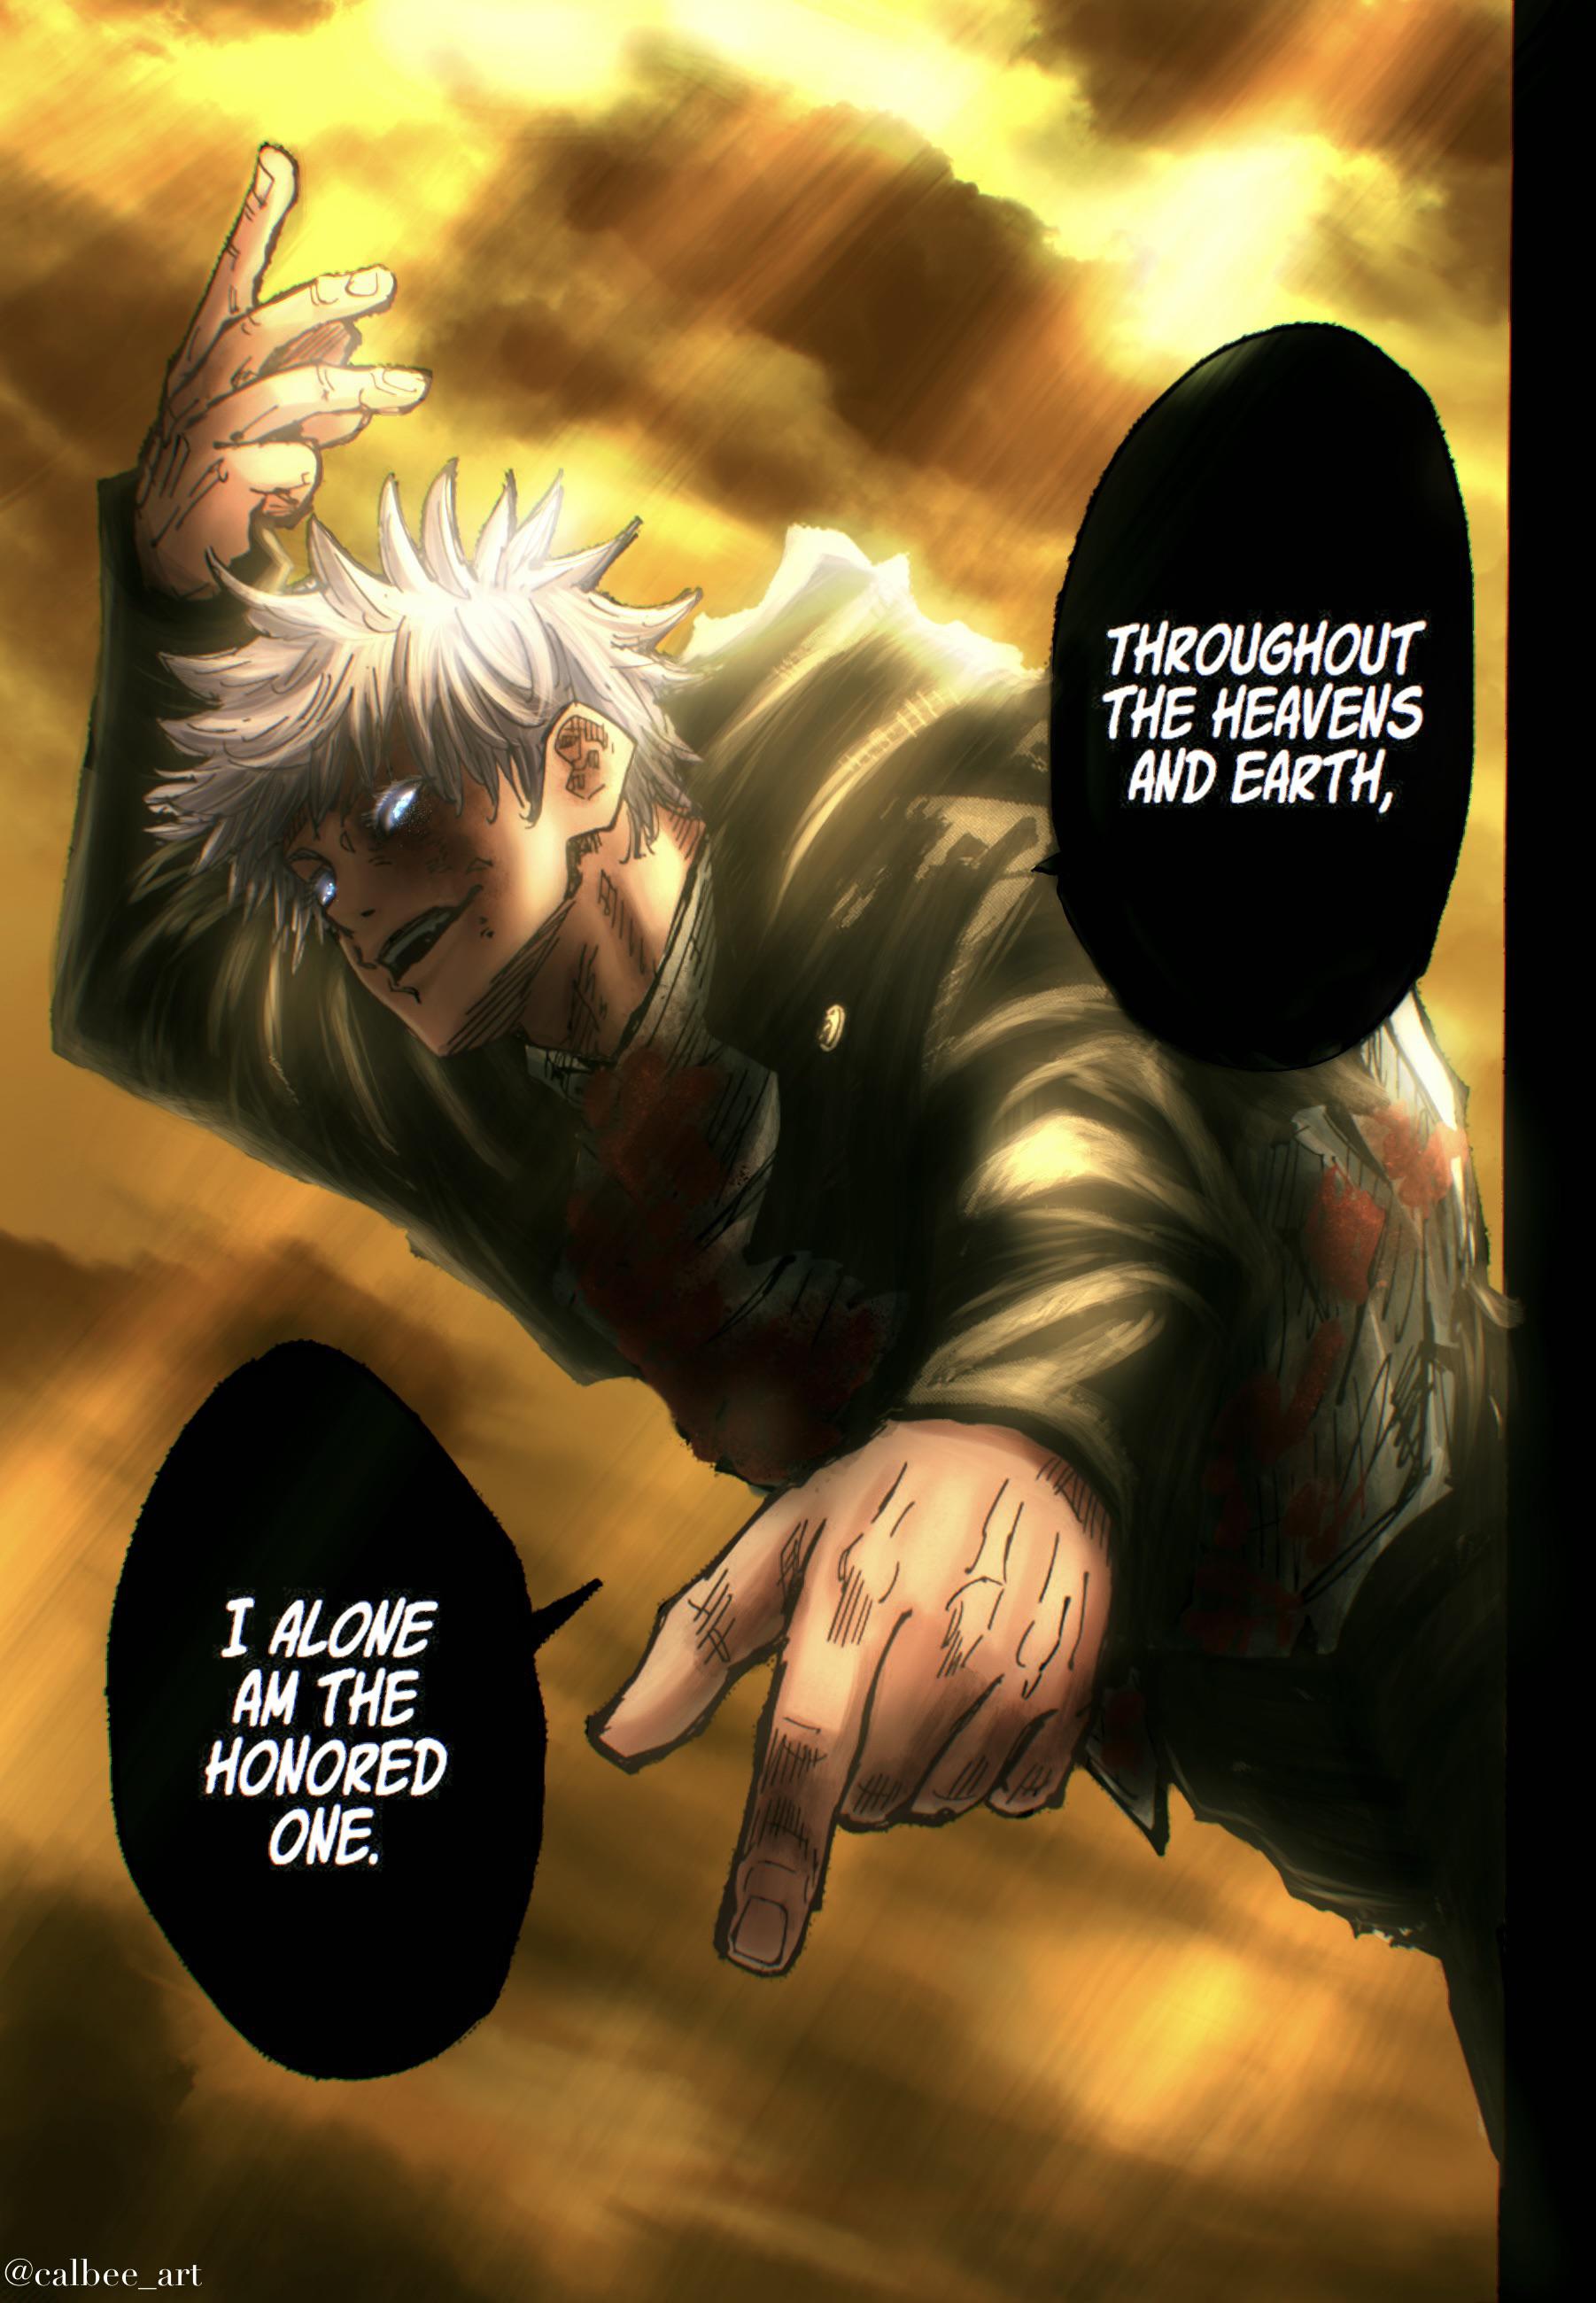 THROUGHOUT
THE HEAVENS
AND EARTH,
I ALONE
AM THE
HONORED
ONE.
@calbee_art